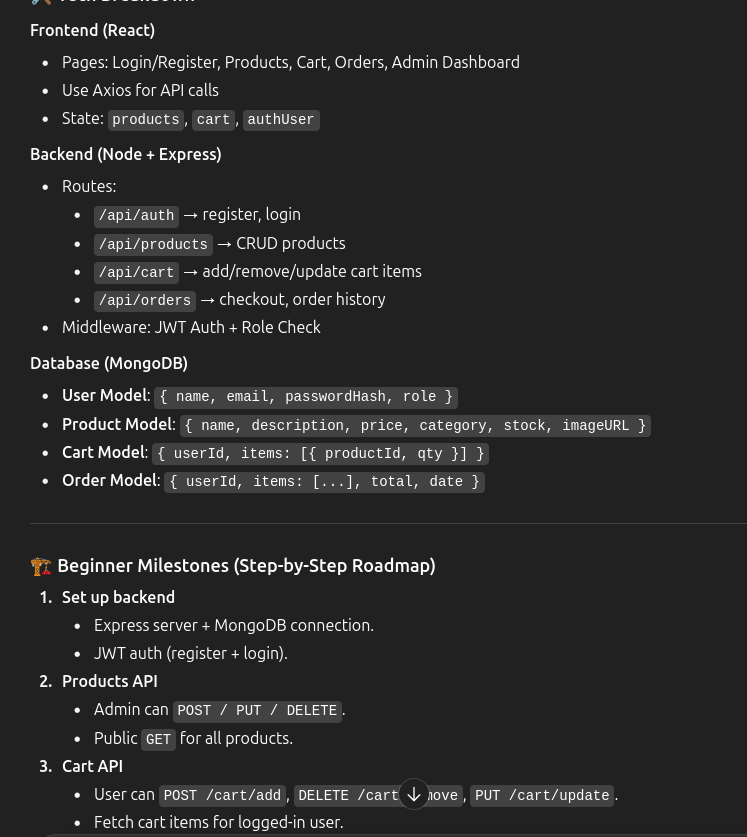 Frontend (React)
• Pages: Login/Register, Products, Cart, Orders, Admin Dashboard
• Use Axios for API calls
• State: products, cart, authUser
Backend (Node + Express)
• Routes:
• /api/auth → register, login
• /api/products → CRUD products
• /api/cart → add/remove/update cart items
• /api/orders → checkout, order history
• Middleware: JWT Auth + Role Check
Database (MongoDB)
• User Model: { name, email, passwordHash, role }
• Product Model: { name, description, price, category, stock, imageURL }
• Cart Model: { userId, items: [{ productId, qty }] }
• Order Model: { userId, items: [...], total, date }
🏗️ Beginner Milestones (Step-by-Step Roadmap)
1. Set up backend
• Express server + MongoDB connection.
• JWT auth (register + login).
2. Products API
• Admin can POST / PUT / DELETE.
• Public GET for all products.
3. Cart API
• User can POST /cart/add, DELETE /cart move, PUT /cart/update.
• Fetch cart items for logged-in user.